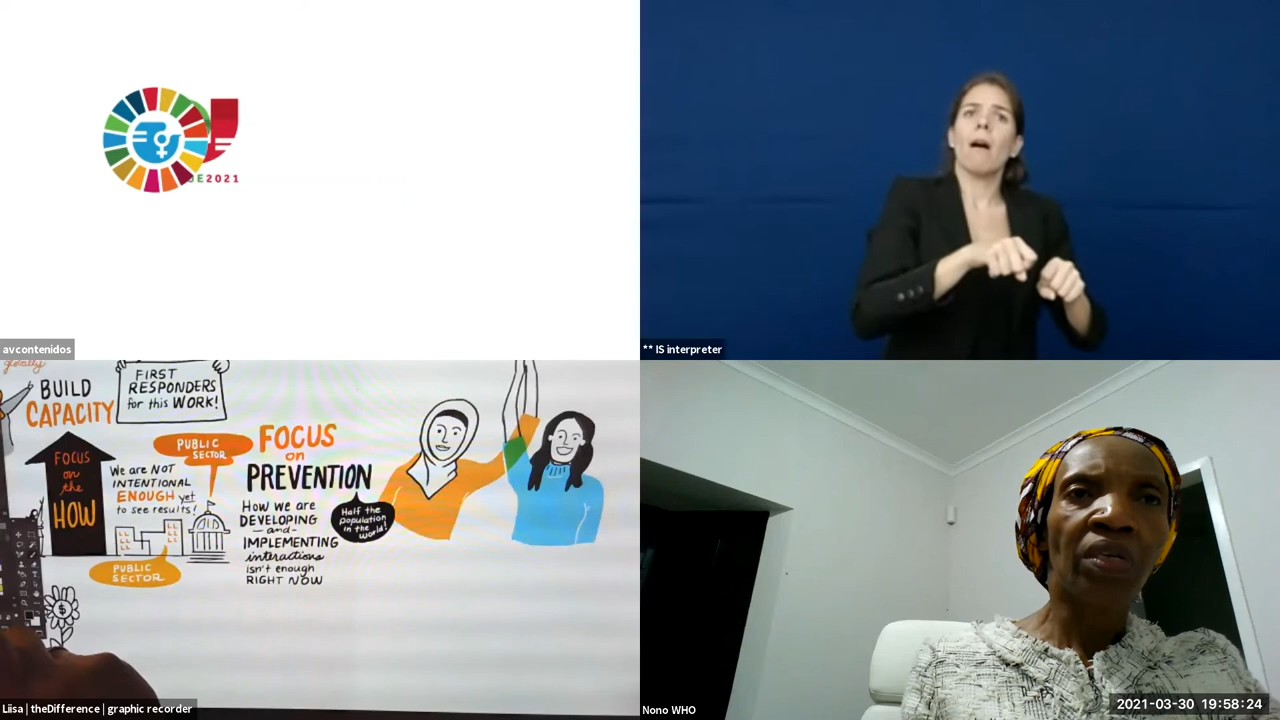 E2021
avcontenidos
** IS interpreter
globally
BUILD
CAPACITY
FIRST
RESPONDERS
for this WORK!
FOCUS
on
the
HOW
We are NOT
INTENTIONAL
ENOUGH yet
to see results!
PUBLIC
SECTOR
PUBLIC
SECTOR
$
FOCUS
on
PREVENTION
How we are
DEVELOPING
-and-
IMPLEMENTING
interactions
isn't enough
RIGHT NOW
Half the
population
in the
world!
Liisa | theDifference | graphic recorder
Nono WHO
2021-03-30 19:58:24